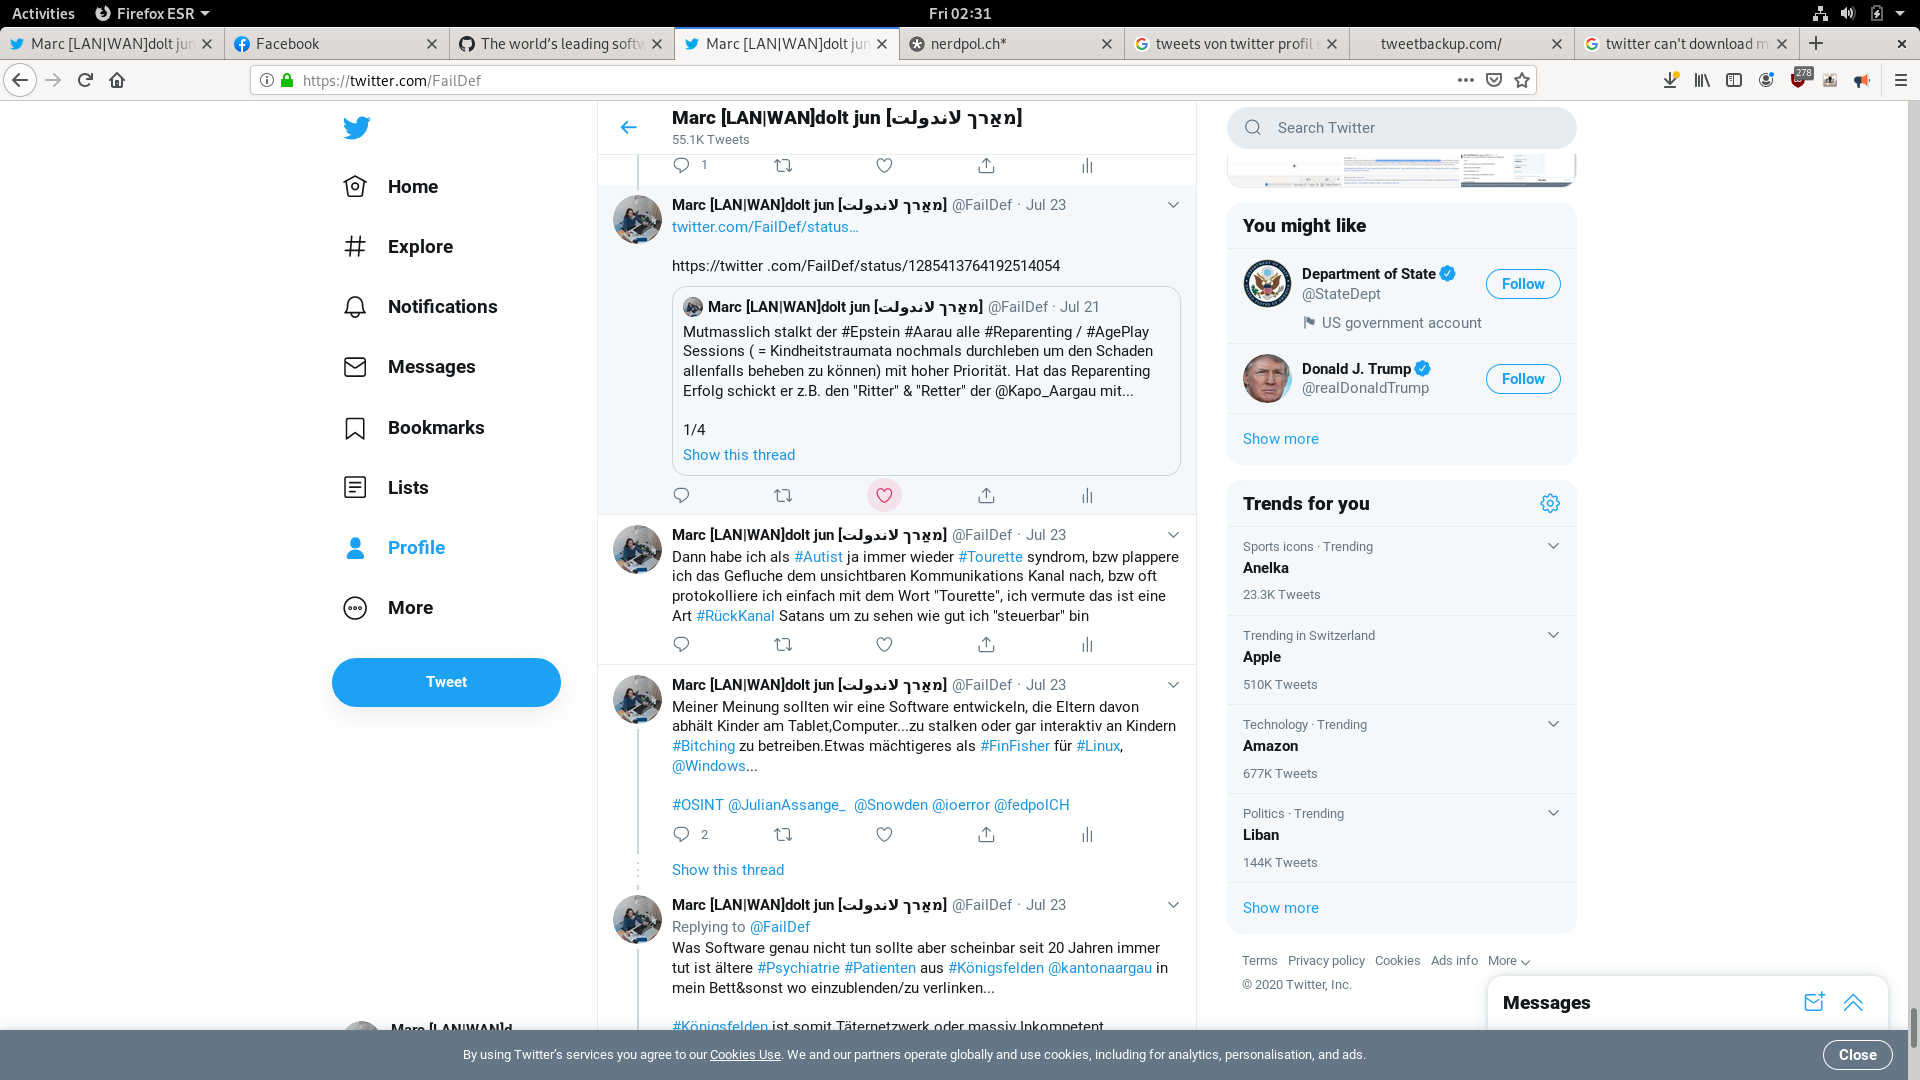 Activities
Firefox ESR
Fri 02:31
Marc [LAN|WAN]dolt jun
Facebook
The world's leading softw
Marc [LAN|WAN]dolt jun
nerdpol.ch*
tweets von twitter profil s
tweetbackup.com/
twitter can't download m
https://twitter.com/FailDef
278
Home
Explore
Notifications
Messages
Bookmarks
Lists
Profile
More
Tweet
Marc [LAN|WAN]d
Marc [LAN|WAN]dolt jun [מאַרך לאנדולת]
55.1K Tweets
1
Marc [LAN|WAN]dolt jun [מאַרך לאנדולת] @FailDef · Jul 23
twitter.com/FailDef/status…
https://twitter .com/FailDef/status/1285413764192514054
Marc [LAN|WAN]dolt jun [מאַרך לאנדולת] @FailDef · Jul 21
Mutmasslich stalkt der #Epstein #Aarau alle #Reparenting / #AgePlay
Sessions ( = Kindheitstraumata nochmals durchleben um den Schaden
allenfalls beheben zu können) mit hoher Priorität. Hat das Reparenting
Erfolg schickt er z.B. den "Ritter" & "Retter" der @Kapo_Aargau mit...
1/4
Show this thread
Marc [LAN|WAN]dolt jun [מאַרך לאנדולת] @FailDef · Jul 23
Dann habe ich als #Autist ja immer wieder #Tourette syndrom, bzw plappere
ich das Gefluche dem unsichtbaren Kommunikations Kanal nach, bzw oft
protokolliere ich einfach mit dem Wort "Tourette", ich vermute das ist eine
Art #RückKanal Satans um zu sehen wie gut ich "steuerbar" bin
Marc [LAN|WAN]dolt jun [מאַרך לאנדולת] @FailDef · Jul 23
Meiner Meinung sollten wir eine Software entwickeln, die Eltern davon
abhält Kinder am Tablet,Computer...zu stalken oder gar interaktiv an Kindern
#Bitching zu betreiben.Etwas mächtigeres als #FinFisher für #Linux,
@Windows...
#OSINT @JulianAssange_ @Snowden @ioerror @fedpolCH
2
Show this thread
Marc [LAN|WAN]dolt jun [מאַרך לאנדולת] @FailDef · Jul 23
Replying to @FailDef
Was Software genau nicht tun sollte aber scheinbar seit 20 Jahren immer
tut ist ältere #Psychiatrie #Patienten aus #Königsfelden @kantonaargau in
mein Bett&sonst wo einzublenden/zu verlinken...
#Königsfelden ist somit Täternetzwerk oder massiv Inkompetent
Search Twitter
You might like
Department of State
@StateDept
US government account
Follow
Donald J. Trump
@realDonaldTrump
Follow
Show more
Trends for you
Sports icons · Trending
Anelka
23.3K Tweets
Trending in Switzerland
Apple
510K Tweets
Technology · Trending
Amazon
677K Tweets
Politics · Trending
Liban
144K Tweets
Show more
Terms Privacy policy Cookies Ads info More
© 2020 Twitter, Inc.
Messages
By using Twitter's services you agree to our Cookies Use. We and our partners operate globally and use cookies, including for analytics, personalisation, and ads.
Close